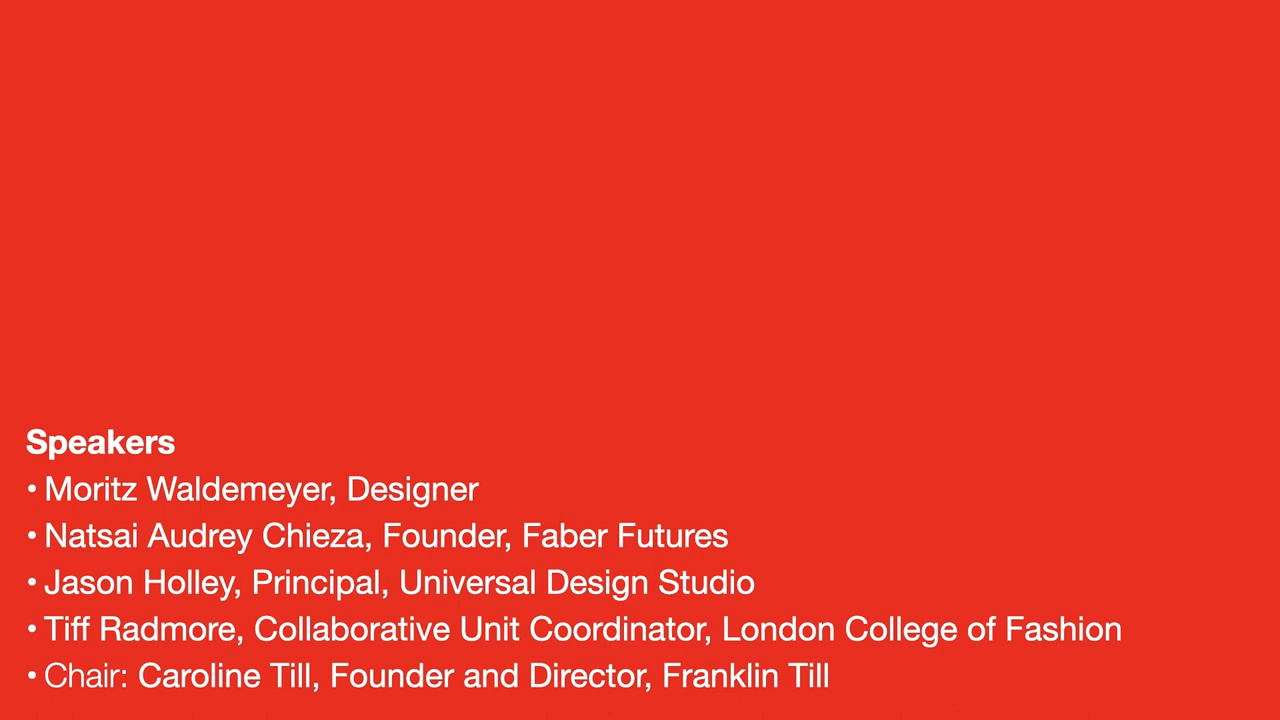 Speakers
• Moritz Waldemeyer, Designer
• Natsai Audrey Chieza, Founder, Faber Futures
• Jason Holley, Principal, Universal Design Studio
• Tiff Radmore, Collaborative Unit Coordinator, London College of Fashion
• Chair: Caroline Till, Founder and Director, Franklin Till